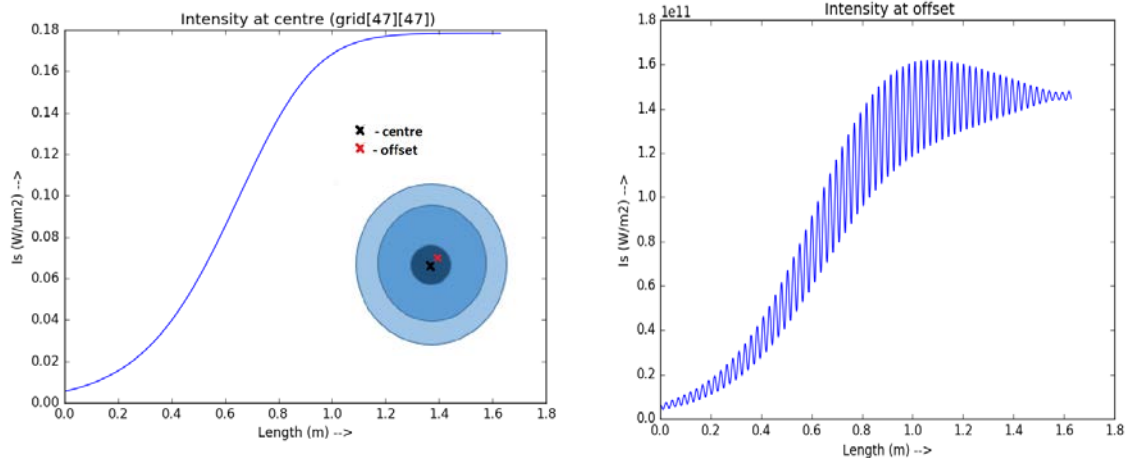 Intensity at centre (grid[47][47])
0.18
0.16
0.14
0.12
0.10
0.08
0.06
0.04
0.02
0.00
Is (W/um2) -->
× - centre
× - offset
0.0 0.2 0.4 0.6 0.8 1.0 1.2 1.4 1.6 1.8
Length (m) -->
Intensity at offset
1e11
1.8
1.6
1.4
1.2
1.0
0.8
0.6
0.4
0.2
0.0
Is (W/m2) -->
0.0 0.2 0.4 0.6 0.8 1.0 1.2 1.4 1.6 1.8
Length (m) -->